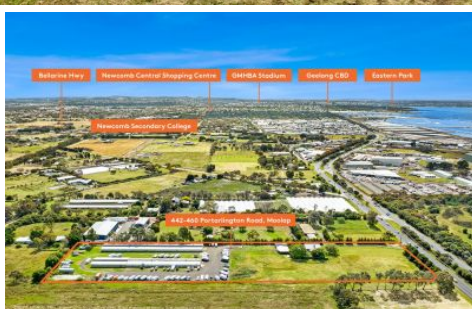 Bellarine Hwy
Newcomb Central Shopping Centre
GMHBA Stadium
Geelong CBD
Eastern Park
Newcomb Secondary College
442-460 Portarlington Road, Moolap